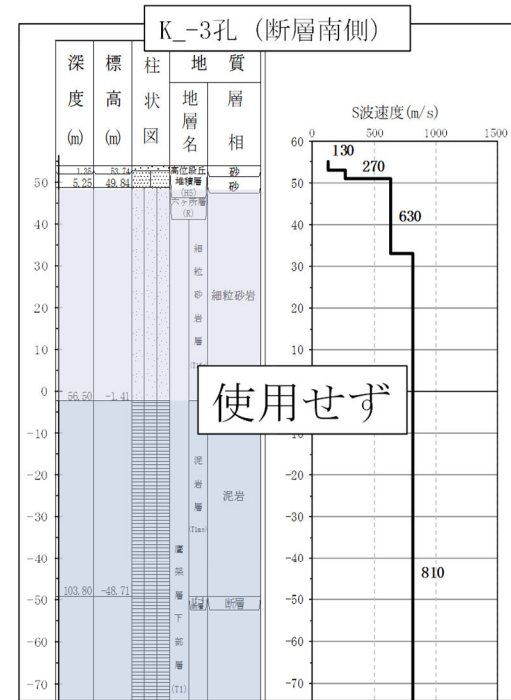 K_-3孔（断層南側）
深度(m)
標高(m)
柱状図
地質
地層名
層相
1.35 53.74 高位段丘 砂
5.25 49.84 堆積層 砂
(H5)
六ヶ所層
(R)
細粒砂岩層
細粒砂岩
56.50 -1.41
泥岩層
(T1ms)
泥岩
鷹架層下部層
(T1)
103.80 -48.71
断層
50
40
30
20
10
0
-10
-20
-30
-40
-50
-60
-70
使用せず
S波速度(m/s)
0 500 1000 1500
60
50
40
30
20
10
-10
-20
-30
-40
-50
-60
-70
130
270
630
810